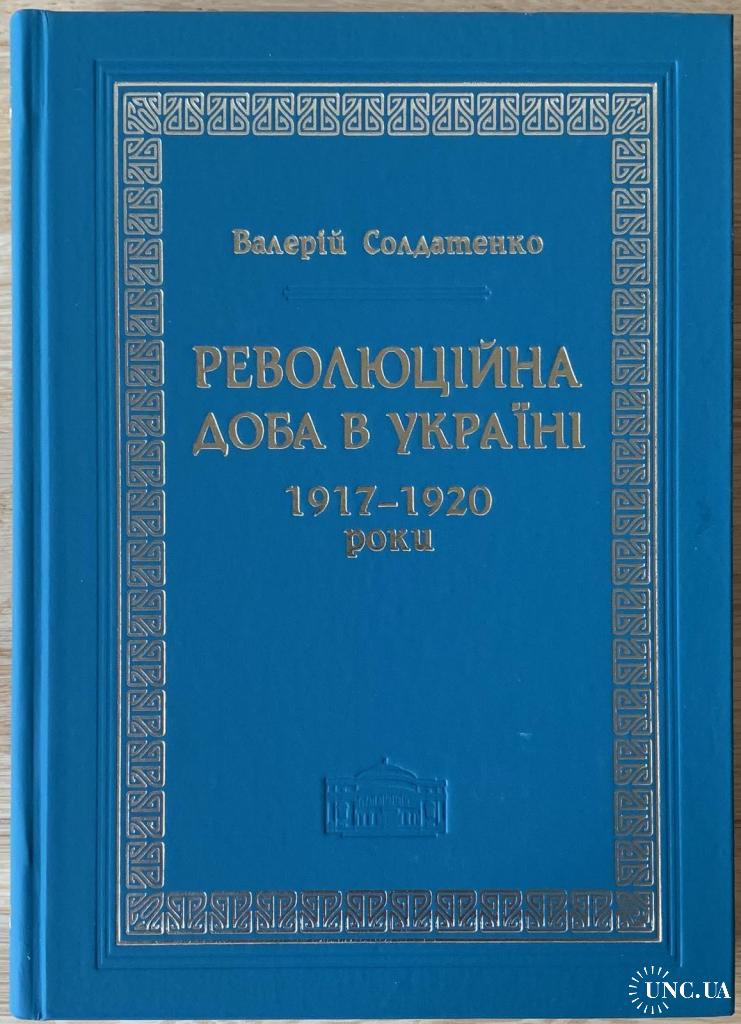 Валерій Солдатенко
РЕВОЛЮЦІЙНА
ДОБА В УКРАЇНІ
1917–1920
роки
UNC.UA